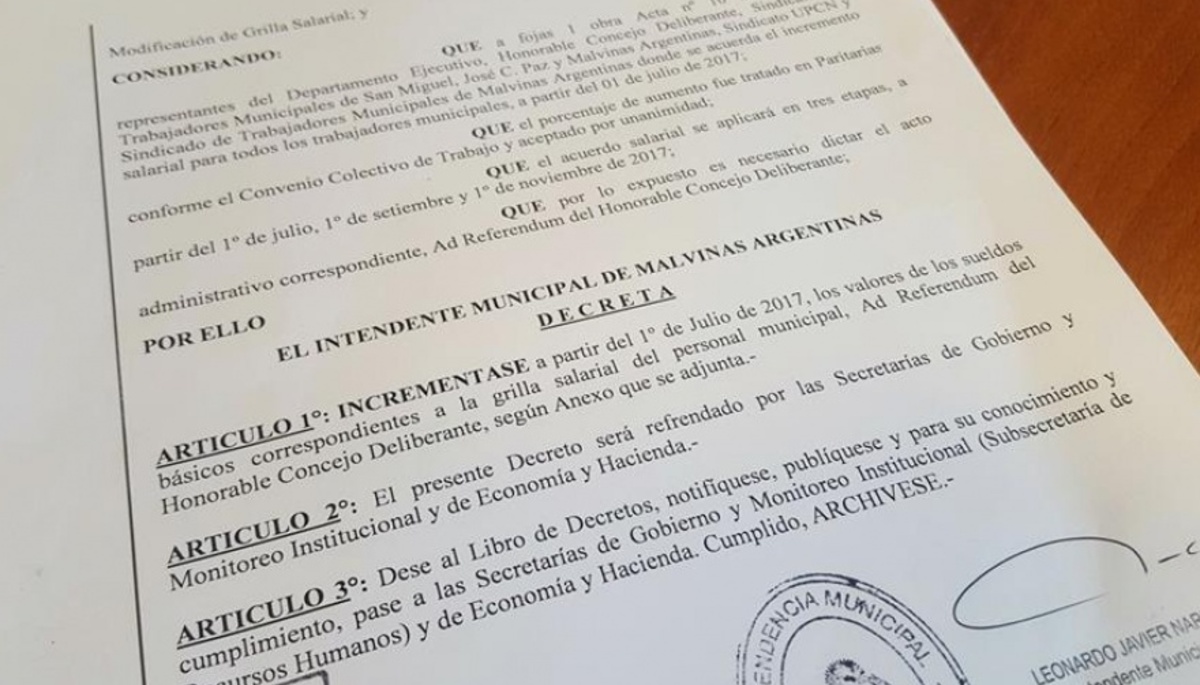 Modificación de Grilla Salarial; y
CONSIDERANDO:
QUE a fojas 1 obra Acta nº
representantes del Departamento Ejecutivo, Honorable Concejo Deliberante,
Trabajadores Municipales de San Miguel, José C. Paz y Malvinas Argentinas, Sindicato UPCN y
Sindicado de Trabajadores Municipales de Malvinas Argentinas donde se acuerda el incremento
salarial para todos los trabajadores municipales, a partir del 01 de julio de 2017;
QUE el porcentaje de aumento fue tratado en Paritarias
conforme el Convenio Colectivo de Trabajo y aceptado por unanimidad;
QUE el acuerdo salarial se aplicará en tres etapas, a
partir del 1º de julio, 1º de setiembre y 1º de noviembre de 2017;
QUE por lo expuesto es necesario dictar el acto
administrativo correspondiente, Ad Referendum del Honorable Concejo Deliberante;
POR ELLO
EL INTENDENTE MUNICIPAL DE MALVINAS ARGENTINAS
D E C R E T A
ARTICULO 1º: INCREMENTASE a partir del 1º de Julio de 2017, los valores de los sueldos
básicos correspondientes a la grilla salarial del personal municipal, Ad Referendum del
Honorable Concejo Deliberante, según Anexo que se adjunta.-
ARTICULO 2º: El presente Decreto será refrendado por las Secretarías de Gobierno y
Monitoreo Institucional y de Economía y Hacienda.-
ARTICULO 3º: Dese al Libro de Decretos, notifíquese, publíquese y para su conocimiento y
cumplimiento, pase a las Secretarías de Gobierno y Monitoreo Institucional (Subsecretaría de
ursos Humanos) y de Economía y Hacienda. Cumplido, ARCHIVESE.-
ENDENCIA MUNICIPAL
LEONARDO JAVIER NAR
ndente Munici